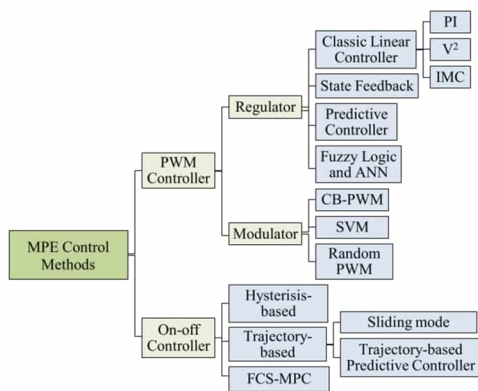 PI
Classic Linear
Controller
V²
IMC
State Feedback
Regulator
Predictive
Controller
Fuzzy Logic
and ANN
PWM
Controller
CB-PWM
Modulator
SVM
Random
PWM
MPE Control
Methods
Hysterisis-
based
On-off
Controller
Trajectory-
based
Sliding mode
Trajectory-based
Predictive Controller
FCS-MPC